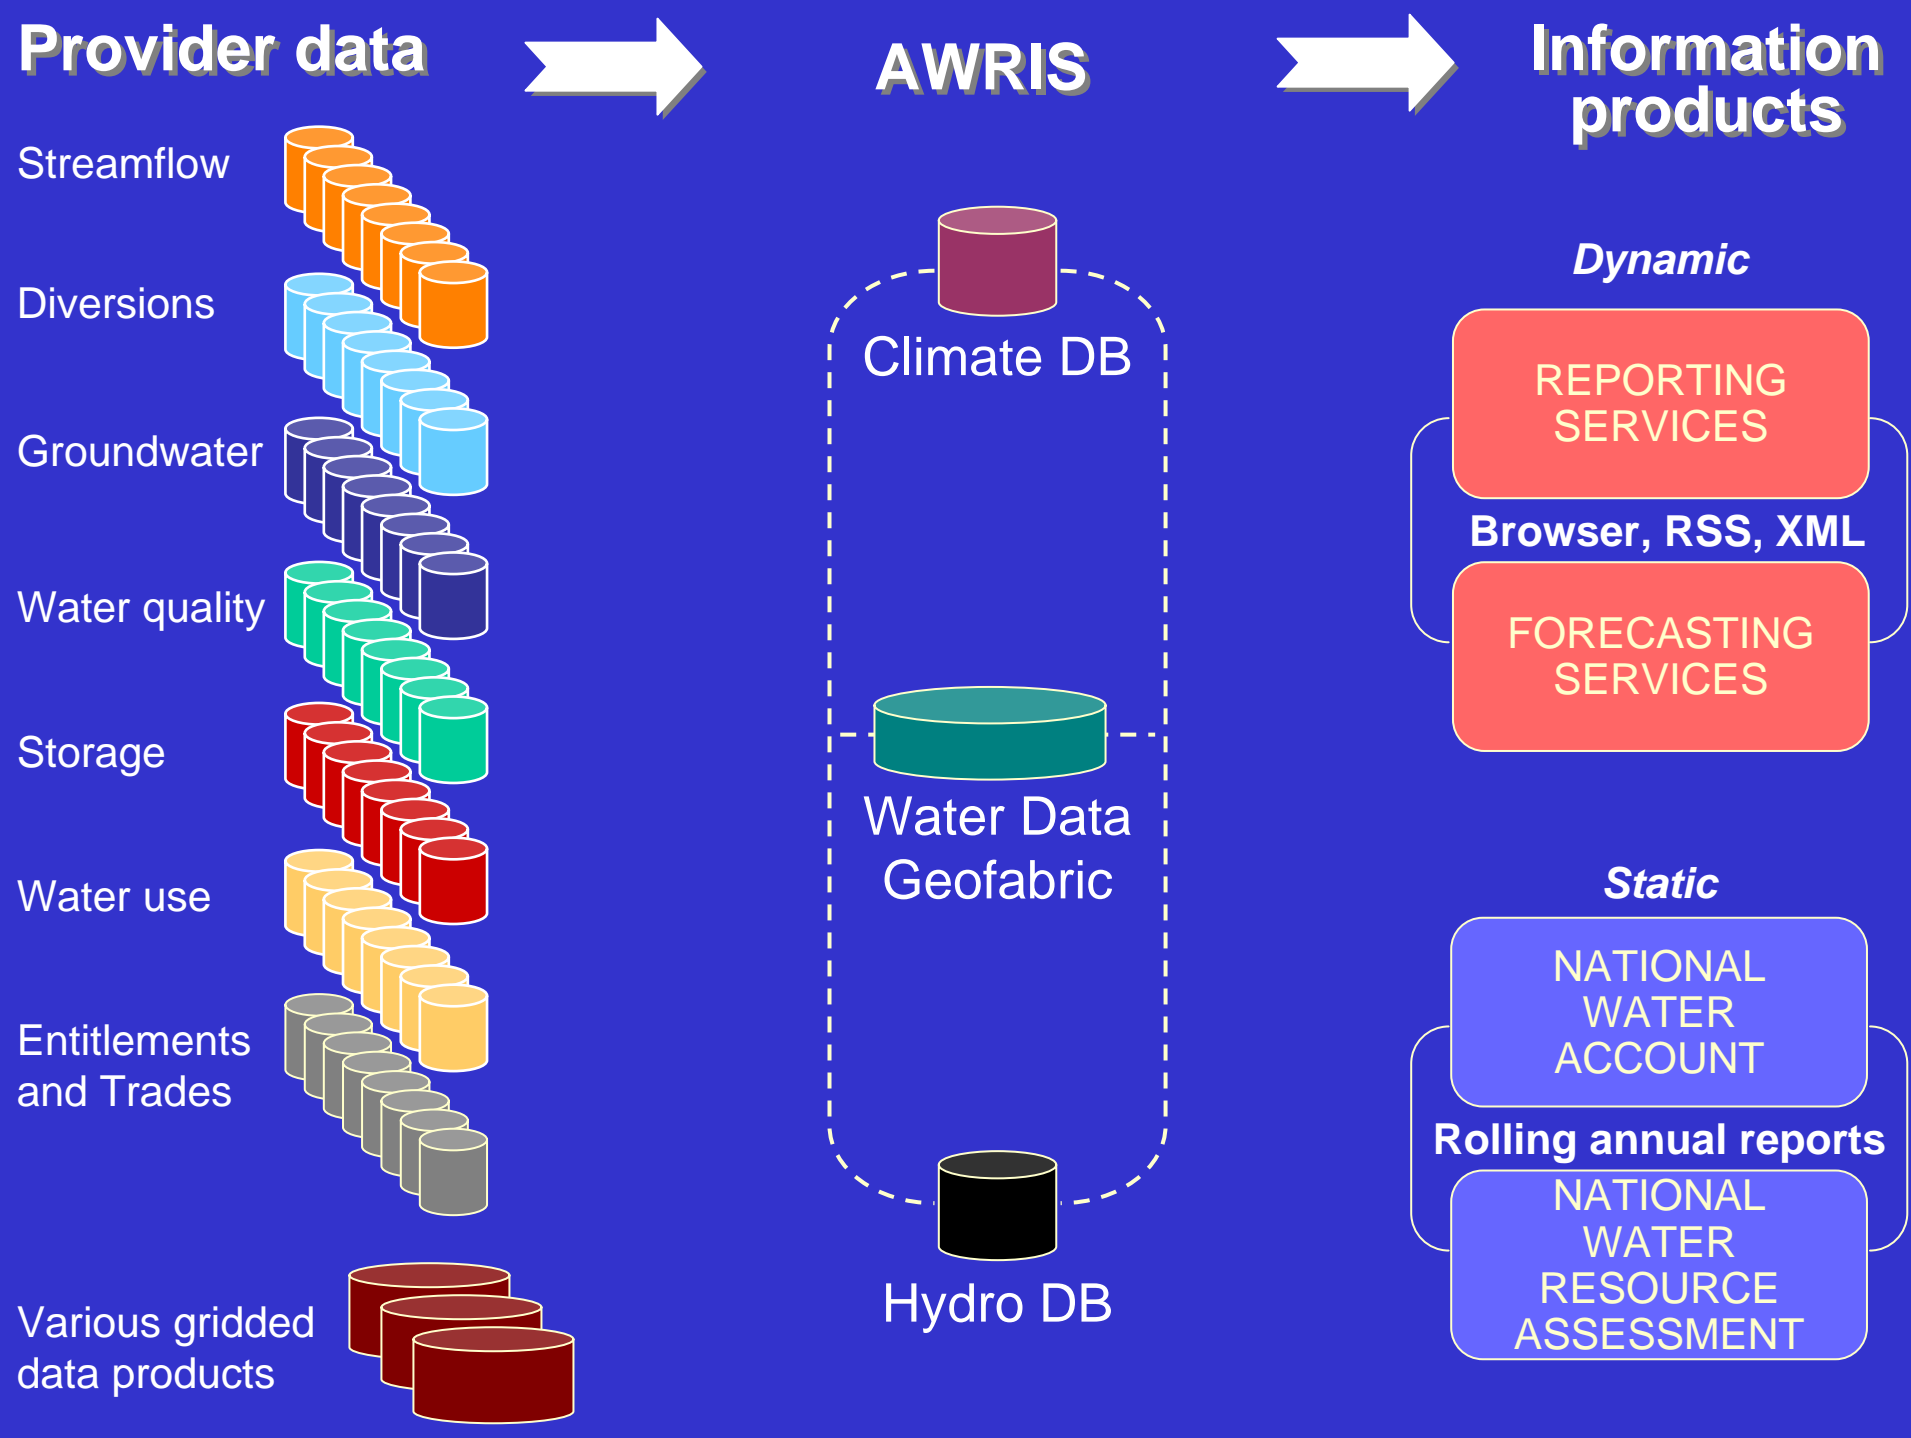 Provider data
AWRIS
Information
products
Streamflow
Diversions
Groundwater
Water quality
Storage
Water use
Entitlements
and Trades
Various gridded
data products
Climate DB
Water Data
Geofabric
Hydro DB
Dynamic
REPORTING
SERVICES
Browser, RSS, XML
FORECASTING
SERVICES
Static
NATIONAL
WATER
ACCOUNT
Rolling annual reports
NATIONAL
WATER
RESOURCE
ASSESSMENT